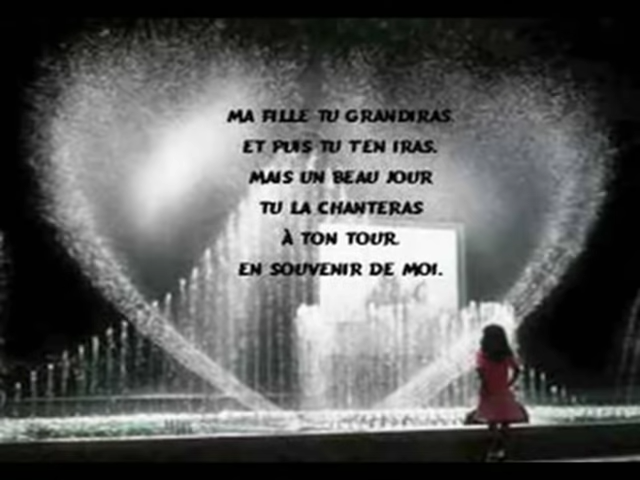 MA FILLE TU GRANDIRAS.
ET PUIS TU T'EN IRAS.
MAIS UN BEAU JOUR
TU LA CHANTERAS
À TON TOUR.
EN SOUVENIR DE MOI.